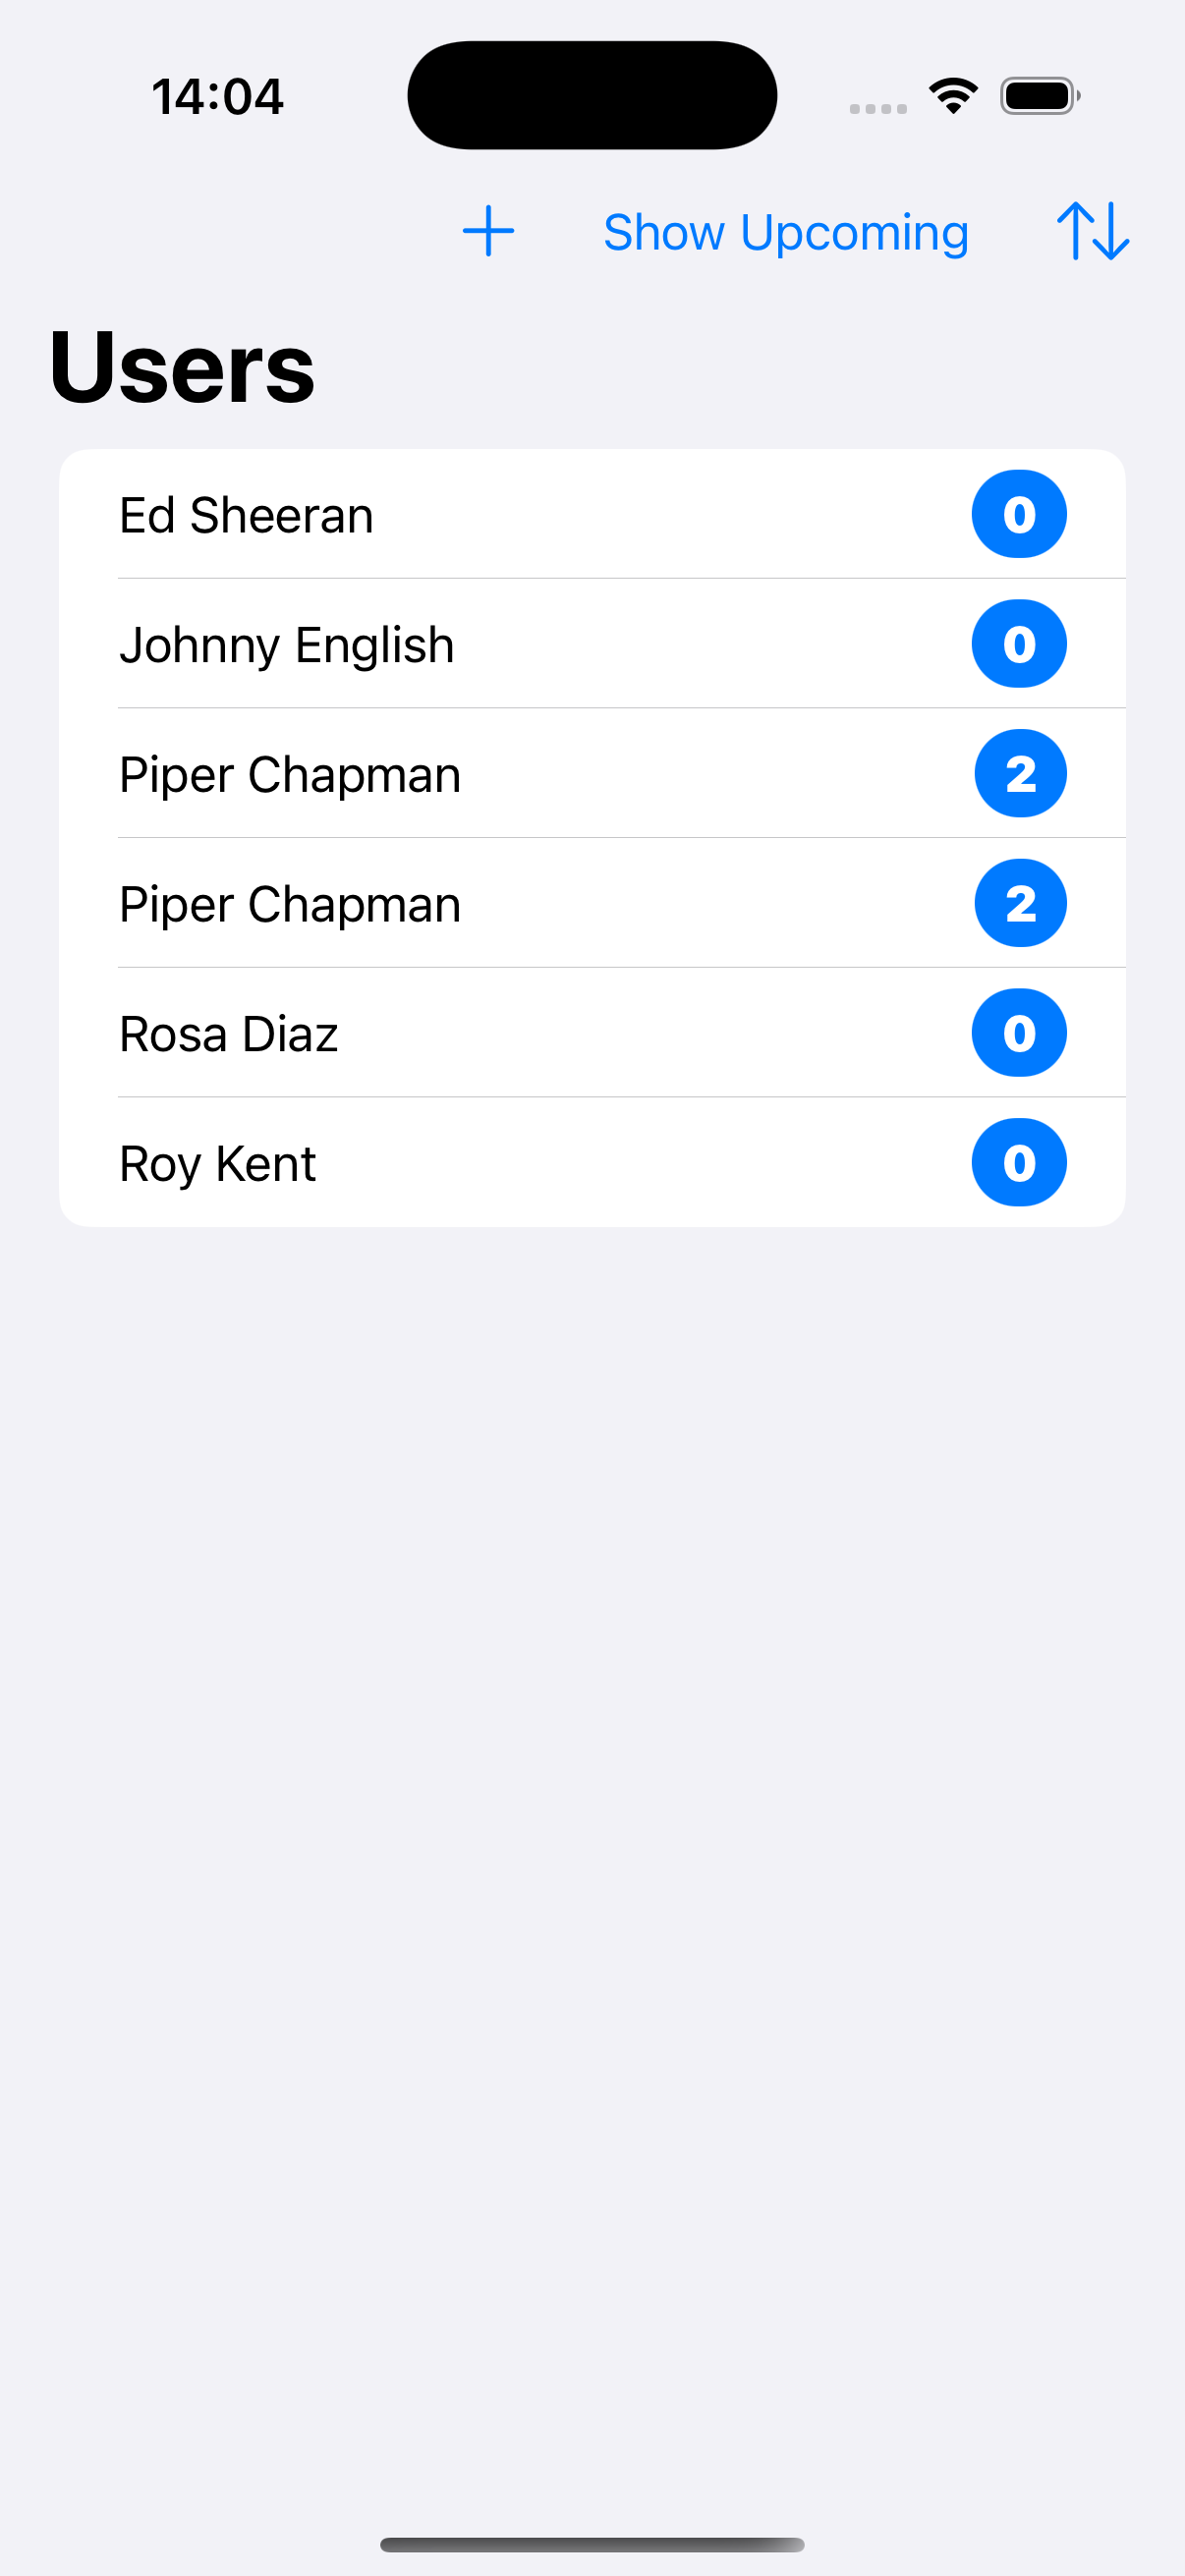 14:04
Show Upcoming
Users
Ed Sheeran 0
Johnny English 0
Piper Chapman 2
Piper Chapman 2
Rosa Diaz 0
Roy Kent 0